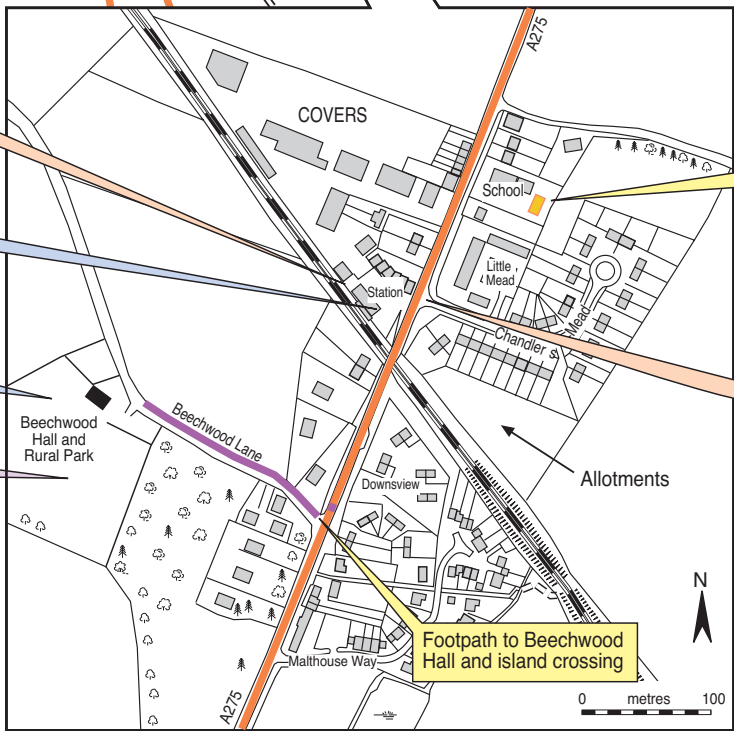 A275
COVERS
School
Little
Mead
Station
Chandler s
Mead
Beechwood Lane
Beechwood
Hall and
Rural Park
Allotments
Downsview
N
Footpath to Beechwood
Hall and island crossing
Malthouse Way
0 metres 100
A275